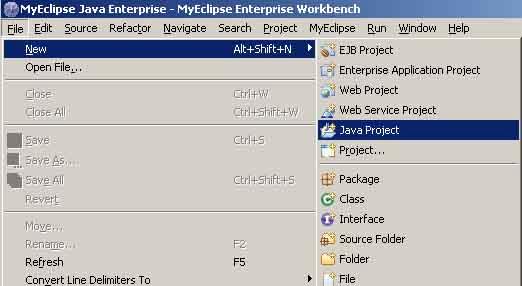 MyEclipse Java Enterprise - MyEclipse Enterprise Workbench
File Edit Source Refactor Navigate Search Project MyEclipse Run Window Help
New Alt+Shift+N
Open File...
Close Ctrl+W
Close All Ctrl+Shift+W
Save Ctrl+S
Save As...
Save All Ctrl+Shift+S
Revert
Move...
Rename... F2
Refresh F5
Convert Line Delimiters To
EJB Project
Enterprise Application Project
Web Project
Web Service Project
Java Project
Project...
Package
Class
Interface
Source Folder
Folder
File